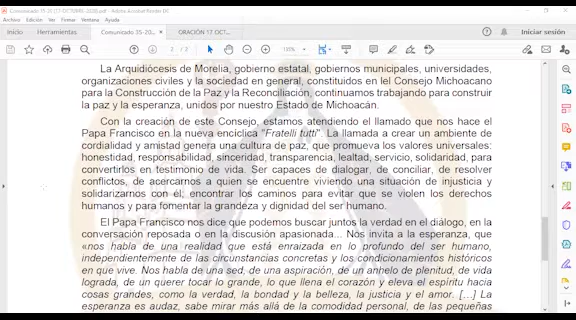 Comunicado 35-20 (17-OCTUBRE-2020).pdf - Adobe Acrobat Reader DC
Archivo Edición Ver Firmar Ventana Ayuda
Inicio Herramientas Comunicado 35-20... × ORACIÓN 17 OCT... Iniciar sesión
2 / 2 135%
La Arquidiócesis de Morelia, gobierno estatal, gobiernos municipales, universidades,
organizaciones civiles y la sociedad en general, constituidos en el Consejo Michoacano
para la Construcción de la Paz y la Reconciliación, continuamos trabajando para construir
la paz y la esperanza, unidos por nuestro Estado de Michoacán.
Con la creación de este Consejo, estamos atendiendo el llamado que nos hace el
Papa Francisco en la nueva encíclica "Fratelli tutti". La llamada a crear un ambiente de
cordialidad y amistad genera una cultura de paz, que promueva los valores universales:
honestidad, responsabilidad, sinceridad, transparencia, lealtad, servicio, solidaridad, para
convertirlos en testimonio de vida. Ser capaces de dialogar, de conciliar, de resolver
conflictos, de acercarnos a quien se encuentre viviendo una situación de injusticia y
solidarizarnos con él; encontrar los caminos para evitar que se violen los derechos
humanos y para fomentar la grandeza y dignidad del ser humano.
El Papa Francisco nos dice que podemos buscar juntos la verdad en el diálogo, en la
conversación reposada o en la discusión apasionada... Nos invita a la esperanza, que
«nos habla de una realidad que está enraizada en lo profundo del ser humano,
independientemente de las circunstancias concretas y los condicionamientos históricos
en que vive. Nos habla de una sed, de una aspiración, de un anhelo de plenitud, de vida
lograda, de un querer tocar lo grande, lo que llena el corazón y eleva el espíritu hacia
cosas grandes, como la verdad, la bondad y la belleza, la justicia y el amor. [...] La
esperanza es audaz, sabe mirar más allá de la comodidad personal, de las pequeñas